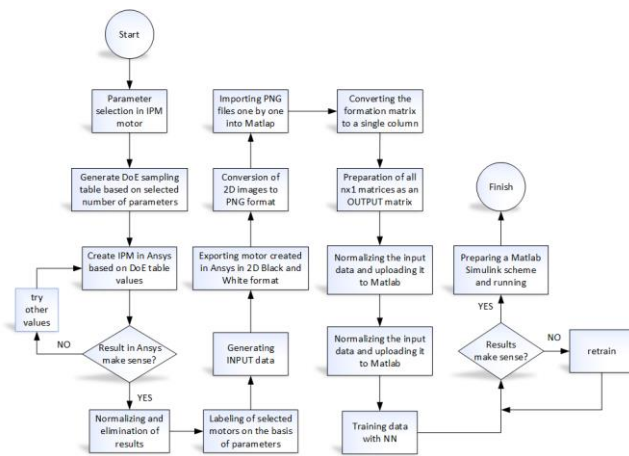 Start
Parameter
selection in IPM
motor
Generate DoE sampling
table based on selected
number of parameters
Create IPM in Ansys
based on DoE table
values
try
other
values
NO
Result in Ansys
make sense?
YES
Normalizing and
elimination of
results
Labeling of selected
motors on the basis
of parameters
Generating
INPUT data
Exporting motor created
in Ansys in 2D Black and
White format
Conversion of
2D images to
PNG format
Importing PNG
files one by one
into Matlap
Converting the
formation matrix
to a single column
Preparation of all
nx1 matrices as an
OUTPUT matrix
Normalizing the input
data and uploading it
to Matlab
Normalizing the input
data and uploading it
to Matlab
Training data
with NN
Results
make sense?
NO
retrain
YES
Preparing a Matlab
Simulink scheme
and running
Finish